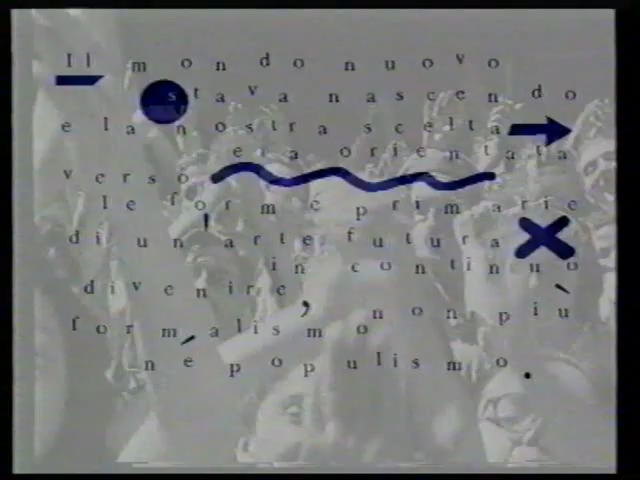 Il mondo nuovo
stava nascendo
e la nostra scelta
era orientata
verso
le forme primarie
di un'arte futura
in continuo
divenire,
non più
formalismo
né populismo.